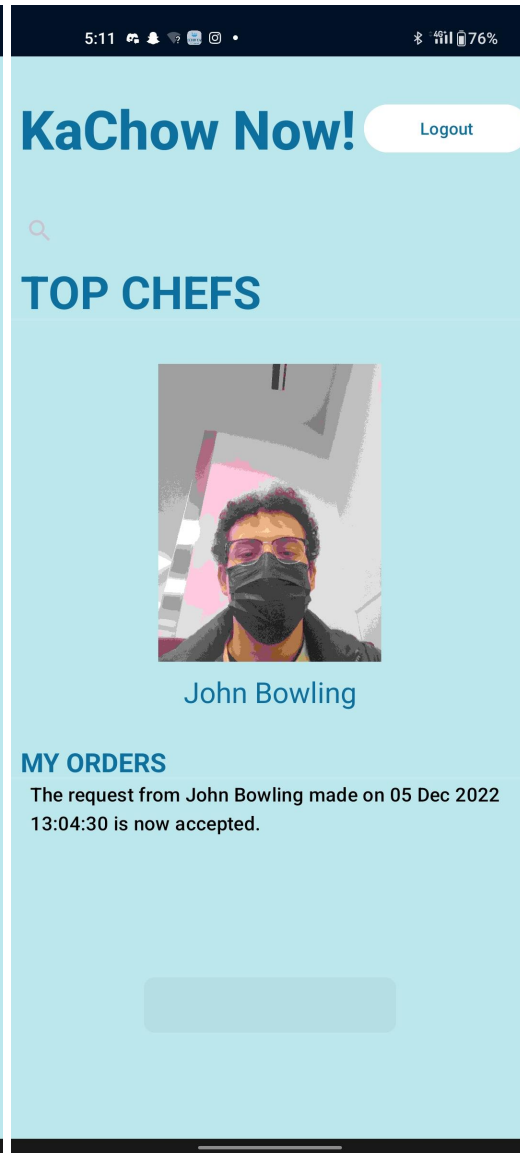 5:11
4G 76%
KaChow Now!
Logout
TOP CHEFS
John Bowling
MY ORDERS
The request from John Bowling made on 05 Dec 2022
13:04:30 is now accepted.